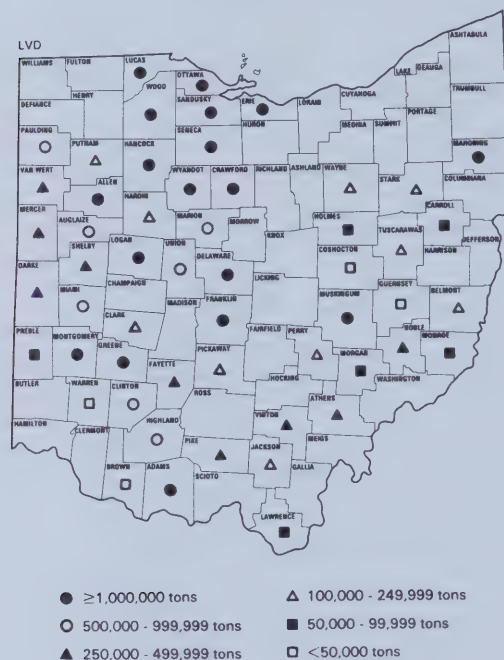 LVD
ASHTABULA
WILLIAMS FULTON LUCAS
OTTAWA LAKE GEAUGA
WOOD
HENRY CUYAHOGA TRUMBULL
DEFIANCE SANDUSKY ERIE LORAIN
PORTAGE
PAULDING SENECA HURON MEDINA SUMMIT
PUTNAM HANCOCK MAHONING
VAN WERT WYANDOT CRAWFORD RICHLAND ASHLAND WAYNE STARK COLUMBIANA
ALLEN
HARDIN
MERCER AUGLAIZE MARION MORROW HOLMES CARROLL
TUSCARAWAS
LOGAN UNION KNOX COSHOCTON HARRISON JEFFERSON
SHELBY DELAWARE
DARKE CHAMPAIGN LICKING GUERNSEY BELMONT
MIAMI MADISON FRANKLIN MUSKINGUM
CLARK FAIRFIELD PERRY NOBLE MONROE
PREBLE MONTGOMERY GREENE PICKAWAY MORGAN
FAYETTE HOCKING WASHINGTON
BUTLER WARREN CLINTON ROSS ATHENS
HIGHLAND VINTON
HAMILTON CLERMONT PIKE MEIGS
JACKSON
BROWN ADAMS SCIOTO GALLIA
LAWRENCE
≥1,000,000 tons
500,000 - 999,999 tons
250,000 - 499,999 tons
100,000 - 249,999 tons
50,000 - 99,999 tons
<50,000 tons